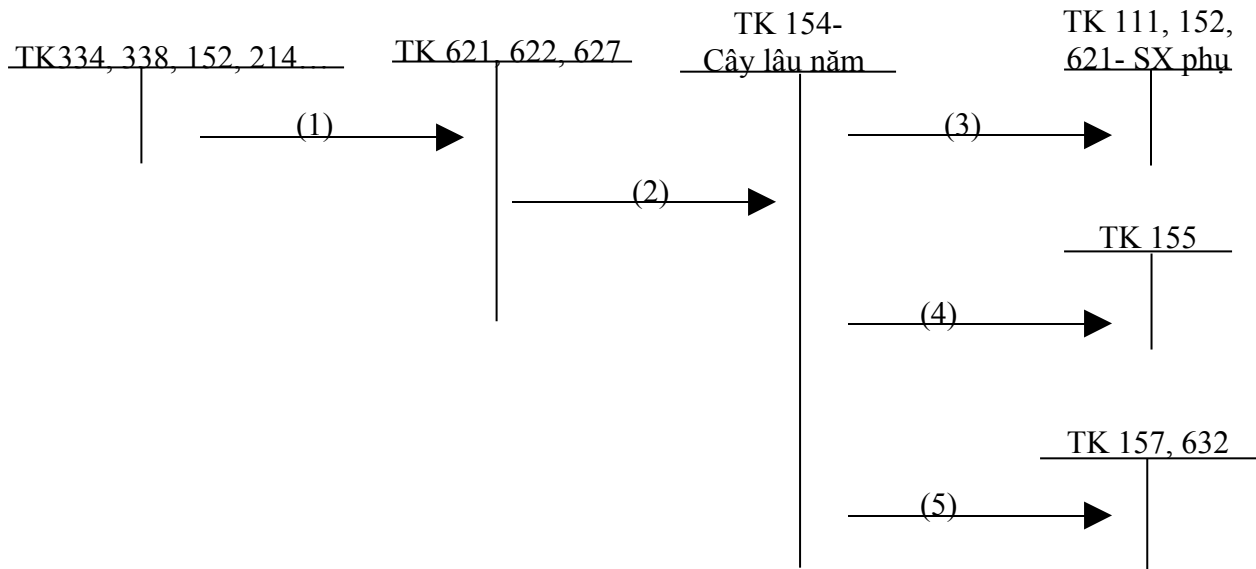 TK334, 338, 152, 214…
TK 621, 622, 627
TK 154-
Cây lâu năm
TK 111, 152,
621- SX phụ
(1)
(2)
(3)
TK 155
(4)
TK 157, 632
(5)